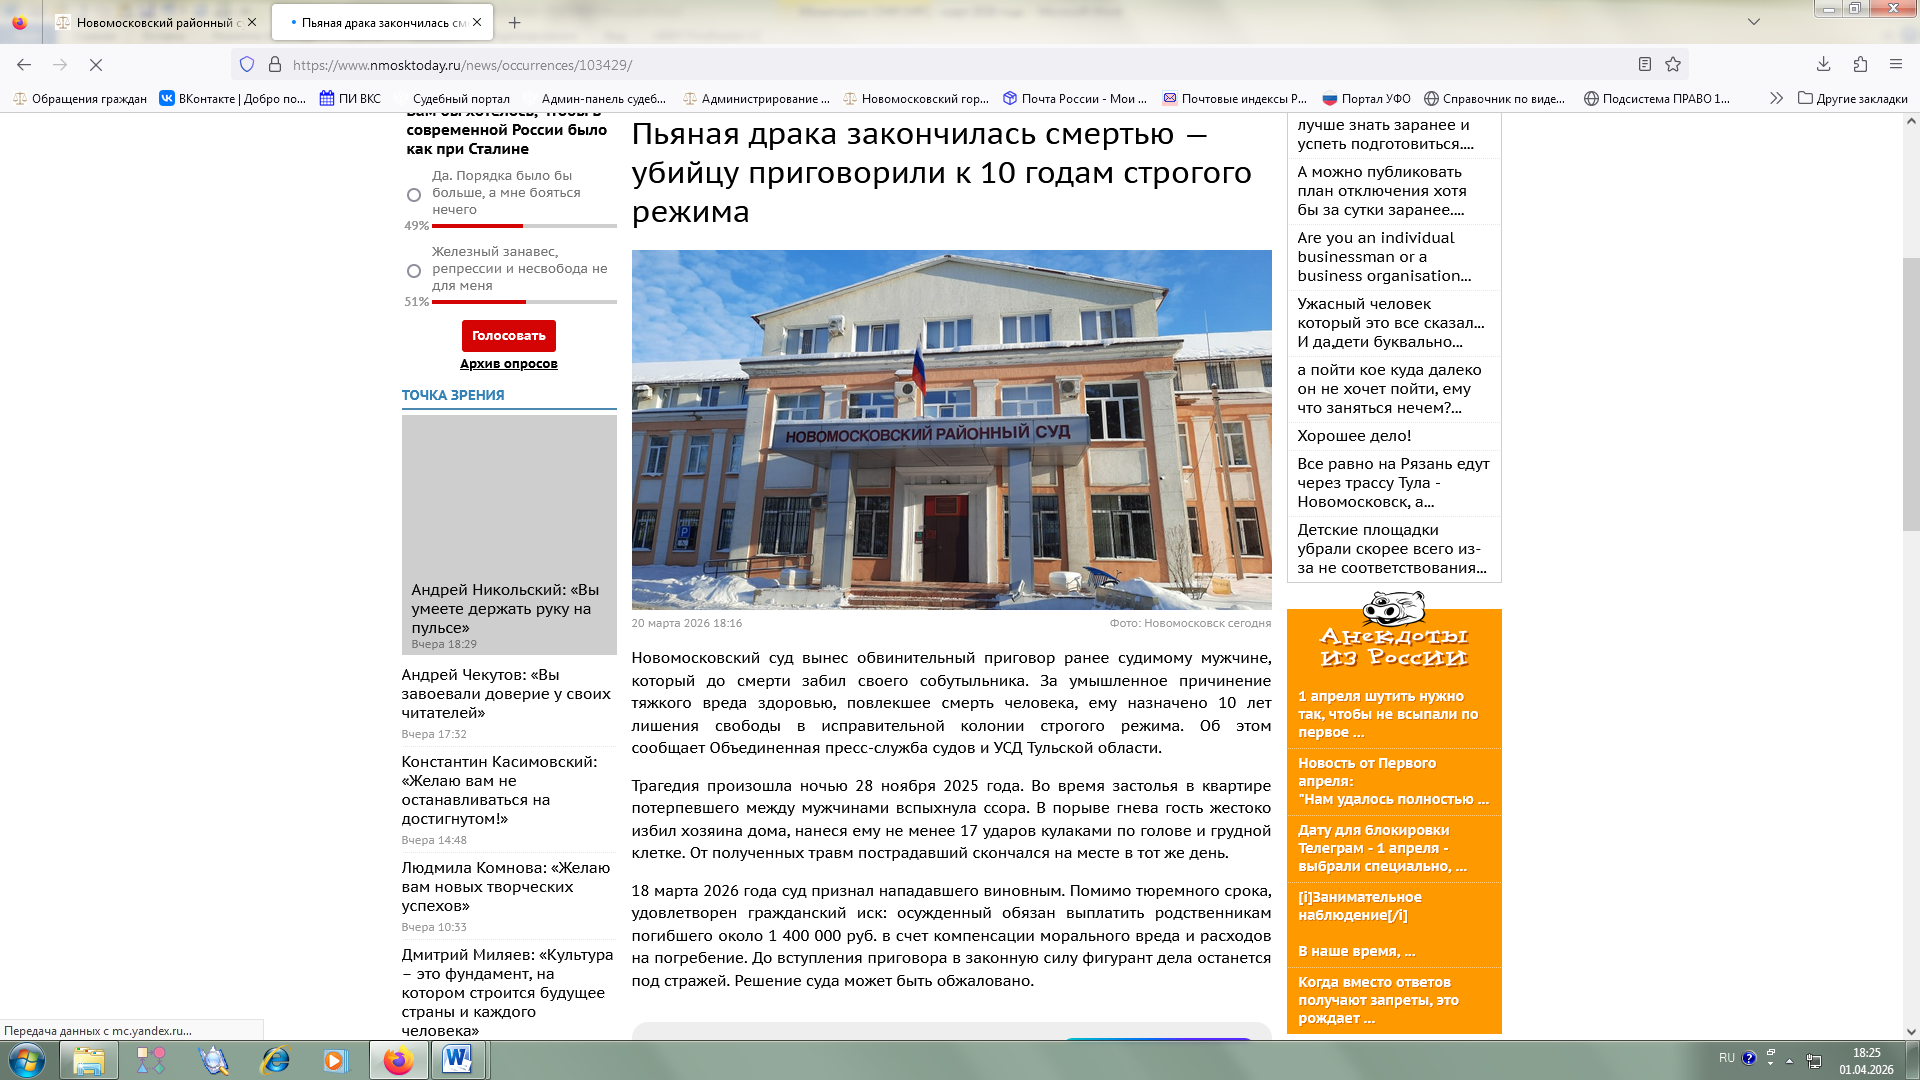 Новомосковский районный с
Пьяная драка закончилась см
https://www.nmosktoday.ru/news/occurrences/103429/
Обращения граждан
ВКонтакте | Добро по...
ПИ ВКС
Судебный портал
Админ-панель судеб...
Администрирование ...
Новомосковский гор...
Почта России - Мои ...
Почтовые индексы Р...
Портал УФО
Справочник по виде...
Подсистема ПРАВО 1...
Другие закладки
Вам бы хотелось, чтобы в
современной России было
как при Сталине
Да. Порядка было бы
больше, а мне бояться
нечего
49%
Железный занавес,
репрессии и несвобода не
для меня
51%
Голосовать
Архив опросов
ТОЧКА ЗРЕНИЯ
Андрей Никольский: «Вы
умеете держать руку на
пульсе»
Вчера 18:29
Андрей Чекутов: «Вы
завоевали доверие у своих
читателей»
Вчера 17:32
Константин Касимовский:
«Желаю вам не
останавливаться на
достигнутом!»
Вчера 14:48
Людмила Комнова: «Желаю
вам новых творческих
успехов»
Вчера 10:33
Дмитрий Миляев: «Культура
– это фундамент, на
котором строится будущее
страны и каждого
человека»
Пьяная драка закончилась смертью —
убийцу приговорили к 10 годам строгого
режима
НОВОМОСКОВСКИЙ РАЙОННЫЙ СУД
20 марта 2026 18:16
Фото: Новомосковск сегодня
Новомосковский суд вынес обвинительный приговор ранее судимому мужчине,
который до смерти забил своего собутыльника. За умышленное причинение
тяжкого вреда здоровью, повлекшее смерть человека, ему назначено 10 лет
лишения свободы в исправительной колонии строгого режима. Об этом
сообщает Объединенная пресс-служба судов и УСД Тульской области.
Трагедия произошла ночью 28 ноября 2025 года. Во время застолья в квартире
потерпевшего между мужчинами вспыхнула ссора. В порыве гнева гость жестоко
избил хозяина дома, нанеся ему не менее 17 ударов кулаками по голове и грудной
клетке. От полученных травм пострадавший скончался на месте в тот же день.
18 марта 2026 года суд признал нападавшего виновным. Помимо тюремного срока,
удовлетворен гражданский иск: осужденный обязан выплатить родственникам
погибшего около 1 400 000 руб. в счет компенсации морального вреда и расходов
на погребение. До вступления приговора в законную силу фигурант дела останется
под стражей. Решение суда может быть обжаловано.
лучше знать заранее и
успеть подготовиться....
А можно публиковать
план отключения хотя
бы за сутки заранее....
Are you an individual
businessman or a
business organisation...
Ужасный человек
который это все сказал...
И да,дети буквально...
а пойти кое куда далеко
он не хочет пойти, ему
что заняться нечем?...
Хорошее дело!
Все равно на Рязань едут
через трассу Тула -
Новомосковск, а...
Детские площадки
убрали скорее всего из-
за не соответствования...
Анекдоты
из России
1 апреля шутить нужно
так, чтобы не всыпали по
первое ...
Новость от Первого
апреля:
"Нам удалось полностью ...
Дату для блокировки
Телеграм - 1 апреля -
выбрали специально, ...
[i]Занимательное
наблюдение[/i]
В наше время, ...
Когда вместо ответов
получают запреты, это
рождает ...
Передача данных с mc.yandex.ru...
RU
18:25
01.04.2026